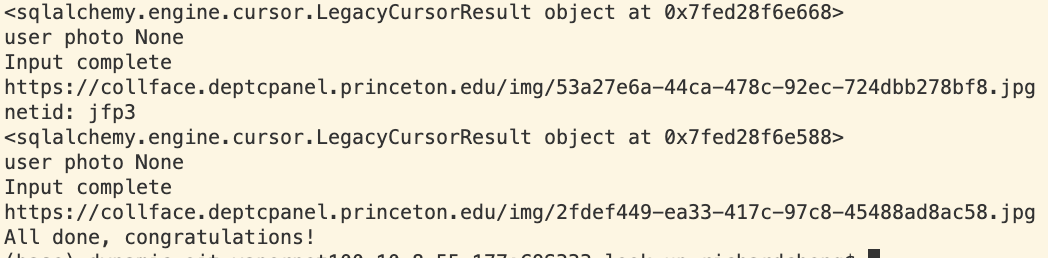 <sqlalchemy.engine.cursor.LegacyCursorResult object at 0x7fed28f6e668>
user photo None
Input complete
https://collface.deptcpanel.princeton.edu/img/53a27e6a-44ca-478c-92ec-724dbb278bf8.jpg
netid: jfp3
<sqlalchemy.engine.cursor.LegacyCursorResult object at 0x7fed28f6e588>
user photo None
Input complete
https://collface.deptcpanel.princeton.edu/img/2fdef449-ea33-417c-97c8-45488ad8ac58.jpg
All done, congratulations!